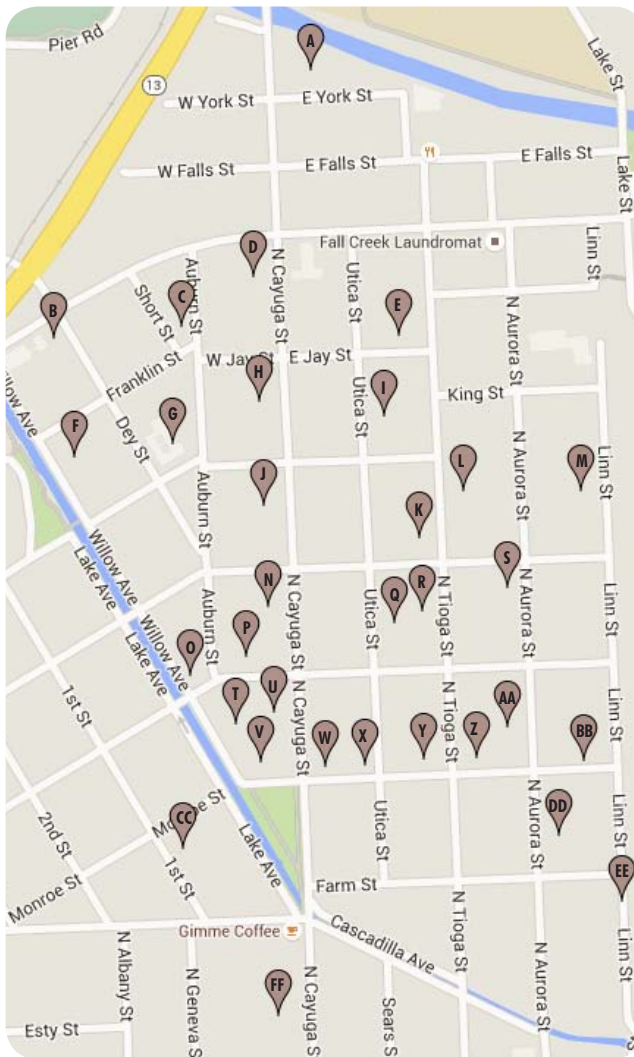 A
Pier Rd
Lake St
13
W York St
E York St
W Falls St
E Falls St
E Falls St
Lake St
D
Fall Creek Laundromat
N Cayuga St
Utica St
Linn St
B
C
Short St
Auburn St
E
N Aurora St
W Jay St
E Jay St
Franklin St
H
I
King St
Willow Ave
F
G
Dey St
Utica St
N Aurora St
Linn St
Auburn St
J
L
M
K
Willow Ave
Lake Ave
N
Q
R
S
N Cayuga St
Utica St
N Tioga St
N Aurora St
Linn St
Auburn St
P
O
Willow Ave
Lake Ave
1st St
T
U
V
W
X
Y
Z
AA
BB
N Cayuga St
N Tioga St
Linn St
DD
N Aurora St
Utica St
Linn St
CC
Monroe St
2nd St
1st St
Lake Ave
Monroe St
Farm St
EE
N Tioga St
Gimme Coffee
Cascadilla Ave
N Albany St
N Geneva S
FF
N Cayuga S
Sears S
N Aurora St
Linn St
Esty St